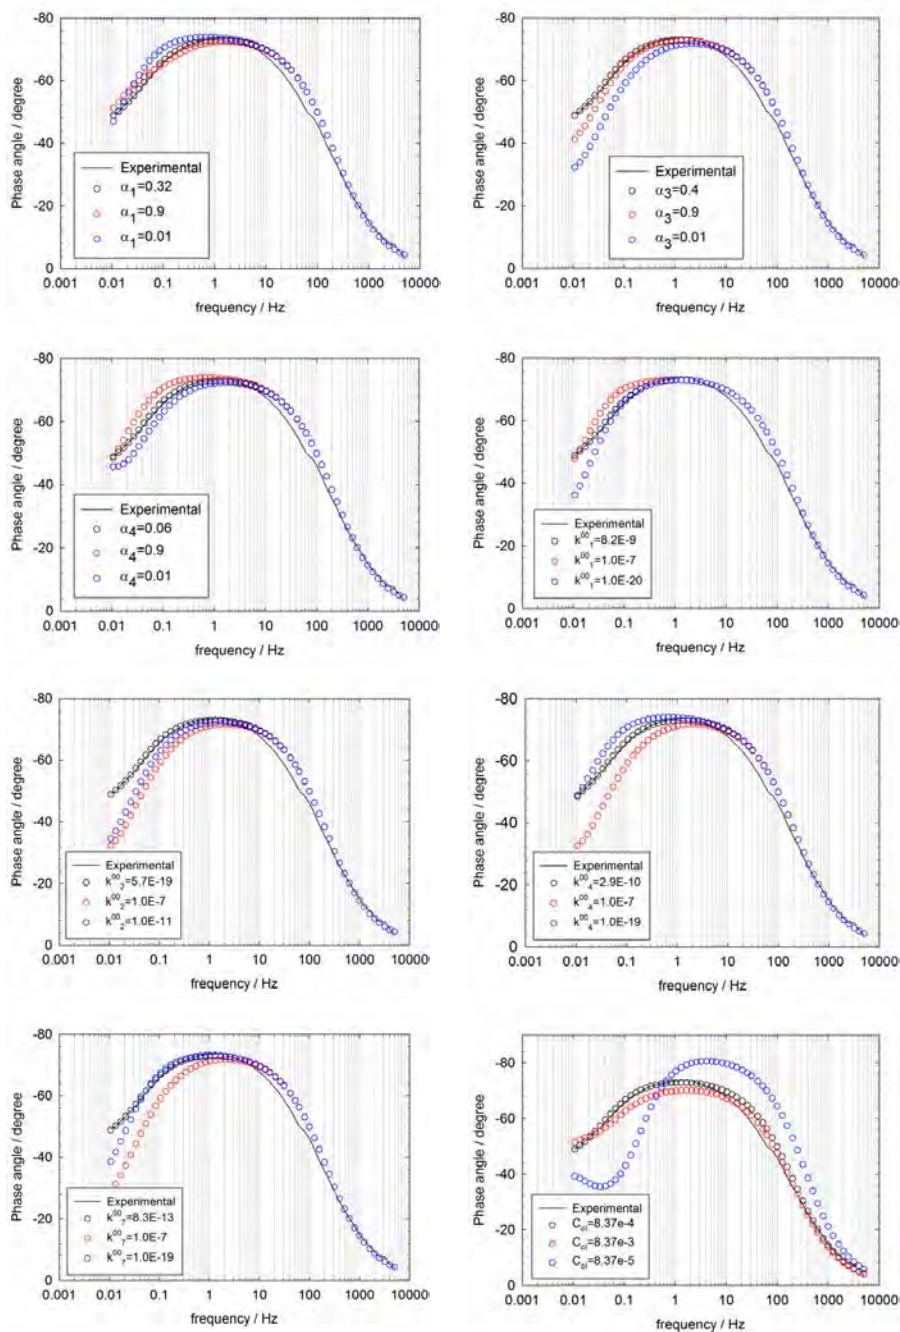 -80
-60
-40
-20
0
Phase angle / degree
Experimental
α1=0.32
α1=0.9
α1=0.01
0.001 0.01 0.1 1 10 100 1000 10000
frequency / Hz
-80
-60
-40
-20
0
Phase angle / degree
Experimental
α3=0.4
α3=0.9
α3=0.01
0.001 0.01 0.1 1 10 100 1000 10000
frequency / Hz
-80
-60
-40
-20
0
Phase angle / degree
Experimental
α4=0.06
α4=0.9
α4=0.01
0.001 0.01 0.1 1 10 100 1000 10000
frequency / Hz
-80
-60
-40
-20
0
Phase angle / degree
Experimental
k⁰⁰1=8.2E-9
k⁰⁰1=1.0E-7
k⁰⁰1=1.0E-20
0.001 0.01 0.1 1 10 100 1000 10000
frequency / Hz
-80
-60
-40
-20
0
Phase angle / degree
Experimental
k⁰⁰2=5.7E-19
k⁰⁰2=1.0E-7
k⁰⁰2=1.0E-11
0.001 0.01 0.1 1 10 100 1000 10000
frequency / Hz
-80
-60
-40
-20
0
Phase angle / degree
Experimental
k⁰⁰4=2.9E-10
k⁰⁰4=1.0E-7
k⁰⁰4=1.0E-19
0.001 0.01 0.1 1 10 100 1000 10000
frequency / Hz
-80
-60
-40
-20
0
Phase angle / degree
Experimental
k⁰⁰7=8.3E-13
k⁰⁰7=1.0E-7
k⁰⁰7=1.0E-19
0.001 0.01 0.1 1 10 100 1000 10000
frequency / Hz
-80
-60
-40
-20
0
Phase angle / degree
Experimental
Col=8.37e-4
Col=8.37e-3
Col=8.37e-5
0.001 0.01 0.1 1 10 100 1000 10000
frequency / Hz